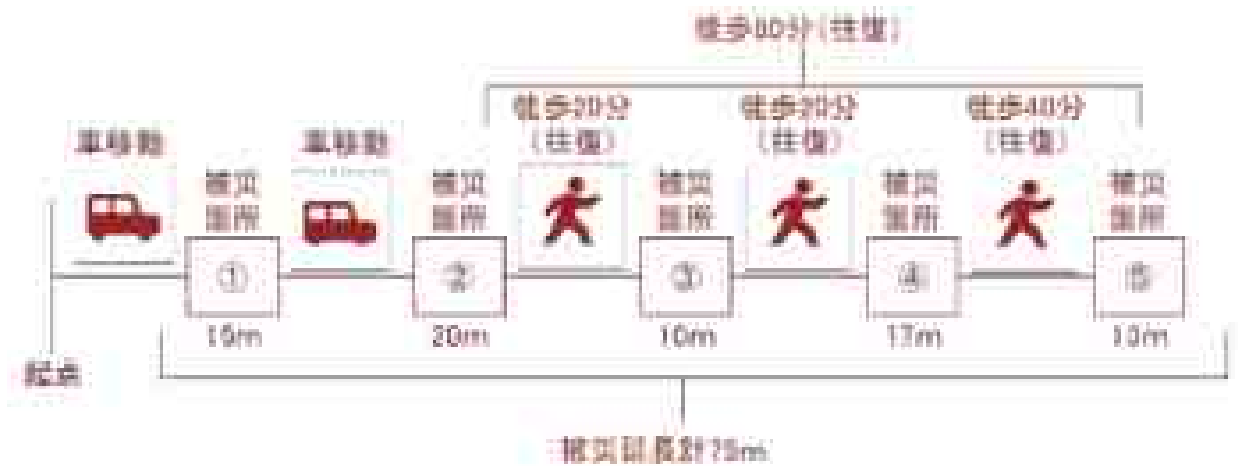 徒歩80分(往復)
徒歩20分
(往復)
徒歩20分
(往復)
徒歩40分
(往復)
車移動
車移動
被災
箇所
被災
箇所
被災
箇所
被災
箇所
被災
箇所
①
②
③
④
⑤
15m
20m
10m
17m
13m
起点
被災延長計75m